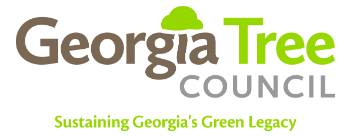 Georgia Tree
COUNCIL
Sustaining Georgia's Green Legacy